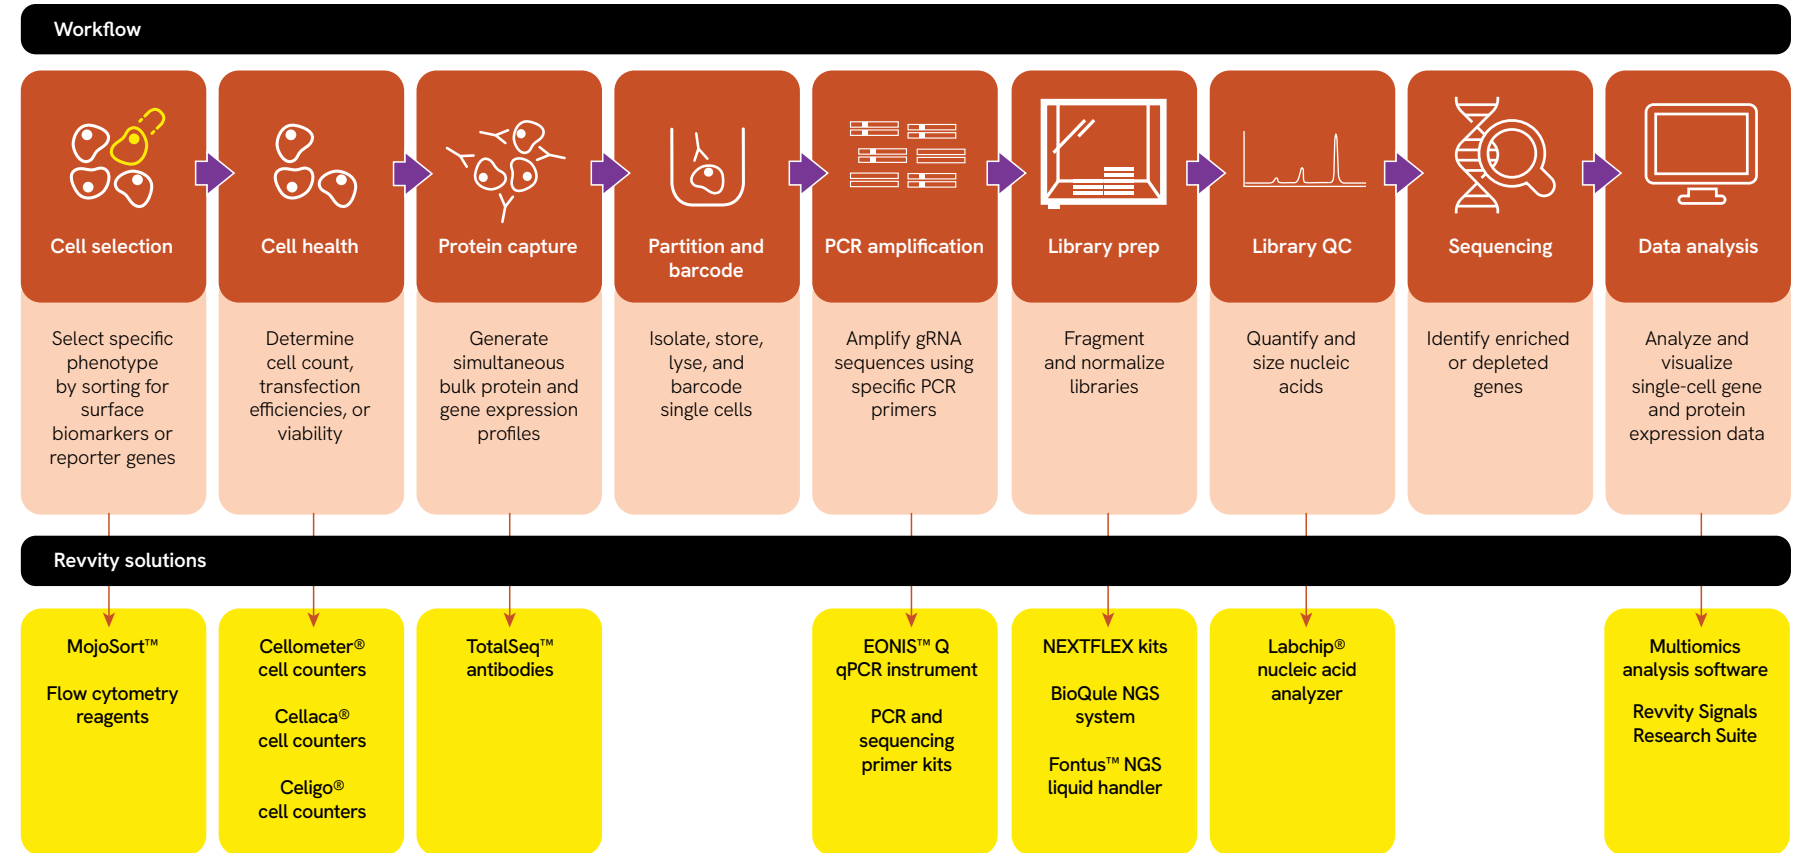 Workflow
Cell selection
Select specific
phenotype
by sorting for
surface
biomarkers or
reporter genes
Cell health
Determine
cell count,
transfection
efficiencies, or
viability
Protein capture
Generate
simultaneous
bulk protein and
gene expression
profiles
Partition and
barcode
Isolate, store,
lyse, and
barcode
single cells
PCR amplification
Amplify gRNA
sequences using
specific PCR
primers
Library prep
Fragment
and normalize
libraries
Library QC
Quantify and
size nucleic
acids
Sequencing
Identify enriched
or depleted
genes
Data analysis
Analyze and
visualize
single-cell gene
and protein
expression data
Revvity solutions
MojoSort™
Flow cytometry
reagents
Cellometer®
cell counters
Cellaca®
cell counters
Celigo®
cell counters
TotalSeq™
antibodies
EONIS™ Q
qPCR instrument
PCR and
sequencing
primer kits
NEXTFLEX kits
BioQule NGS
system
Fontus™ NGS
liquid handler
Labchip®
nucleic acid
analyzer
Multiomics
analysis software
Revvity Signals
Research Suite